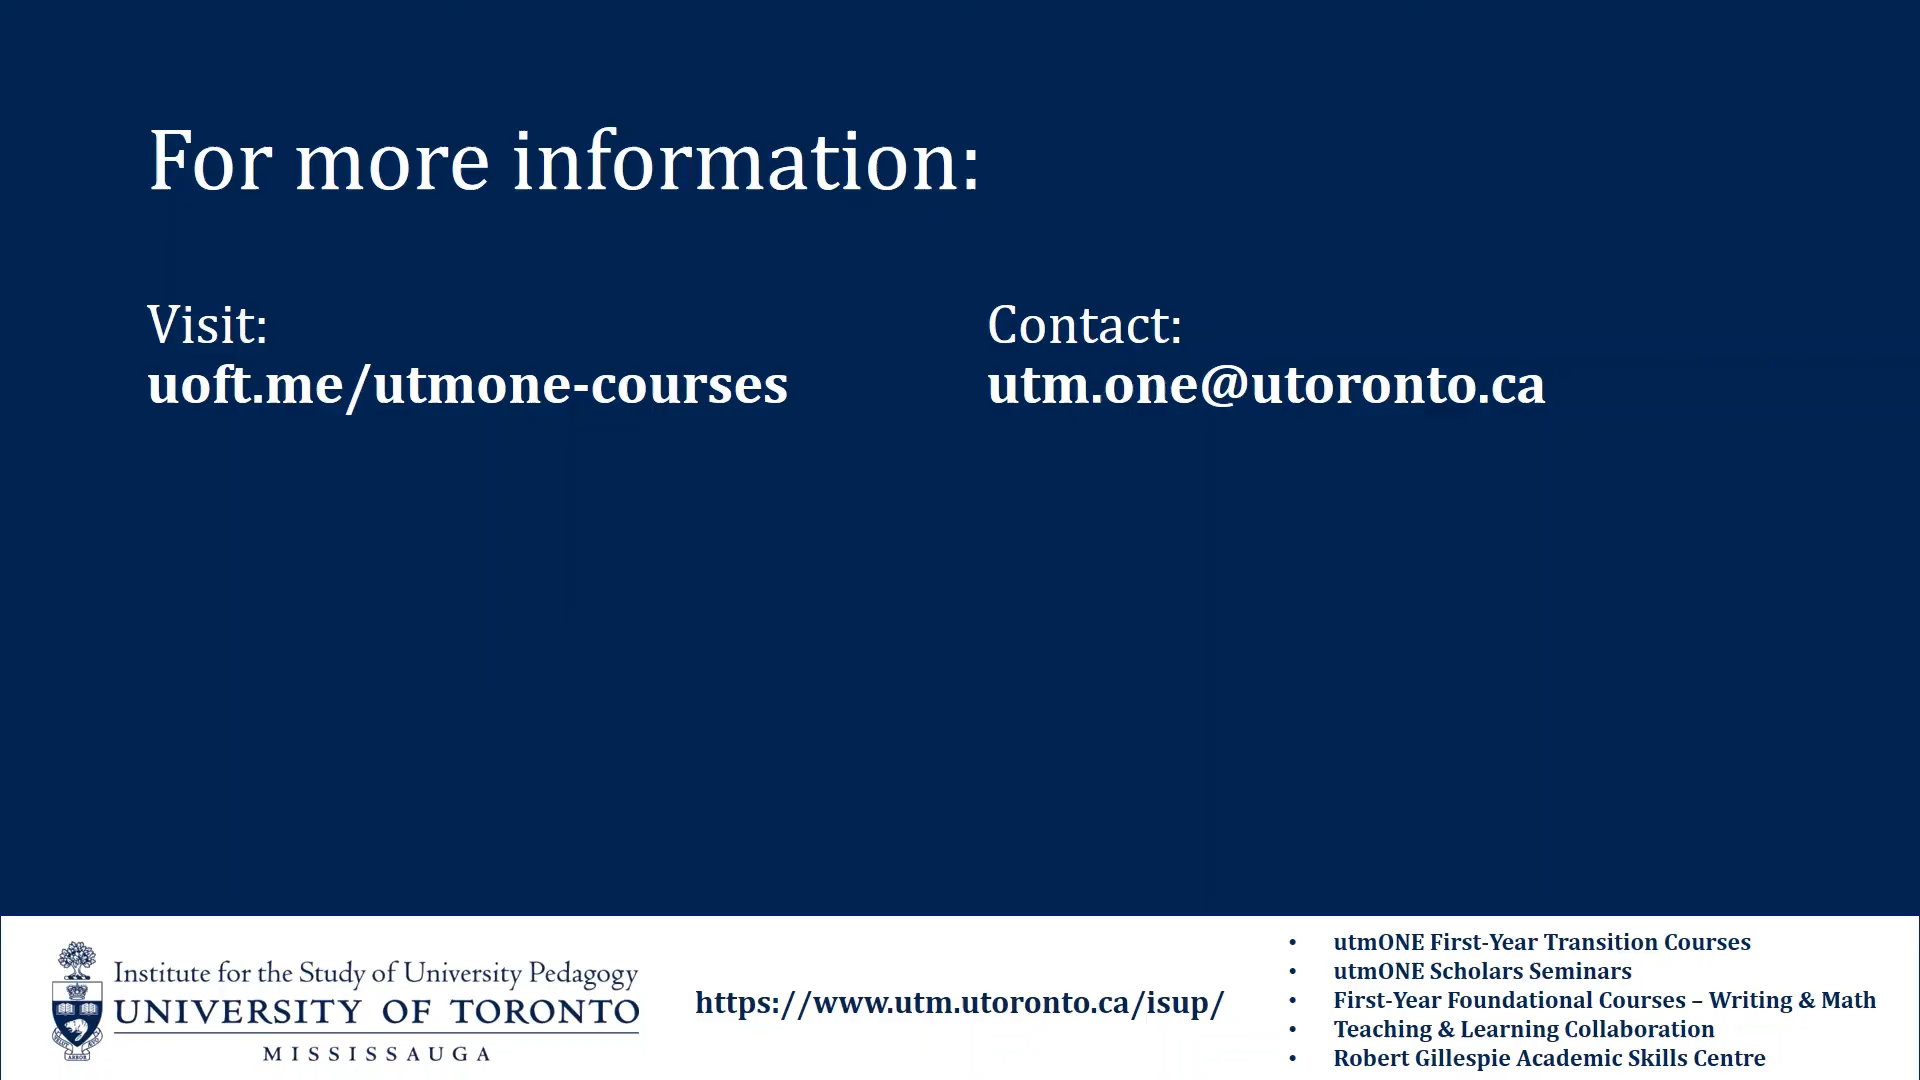 For more information:
Visit:
uoft.me/utmone-courses
Contact:
utm.one@utoronto.ca
Institute for the Study of University Pedagogy
UNIVERSITY OF TORONTO
MISSISSAUGA
https://www.utm.utoronto.ca/isup/
• utmONE First-Year Transition Courses
• utmONE Scholars Seminars
• First-Year Foundational Courses – Writing & Math
• Teaching & Learning Collaboration
• Robert Gillespie Academic Skills Centre